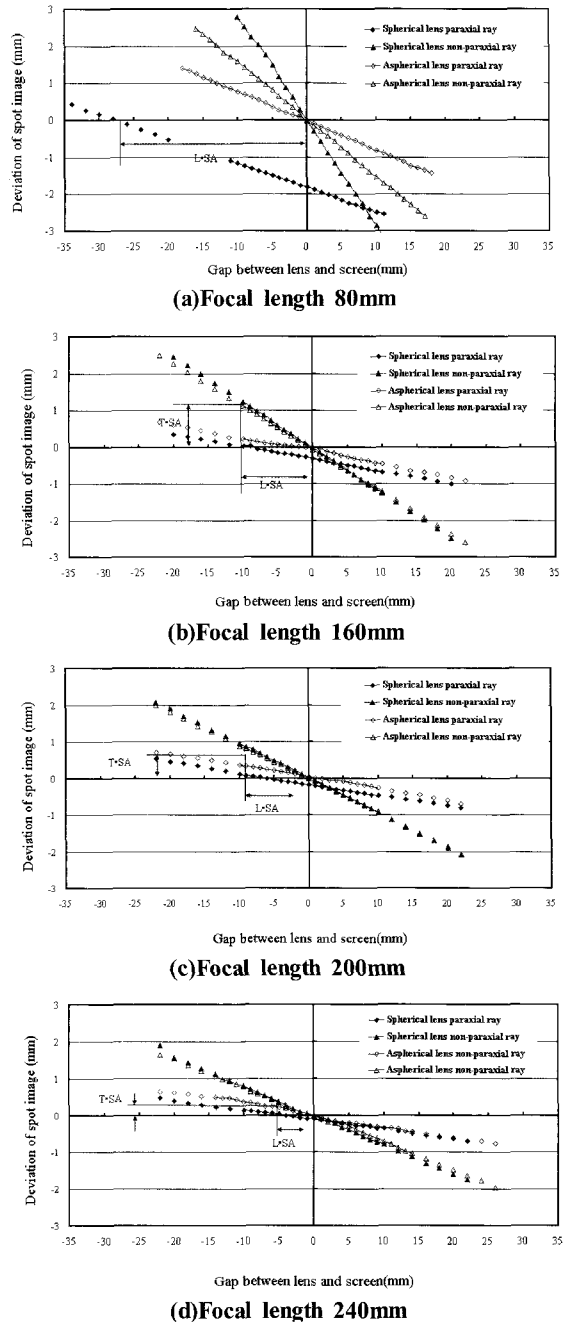 Deviation of spot image (mm)
3
2
1
0
-1
-2
-3
Spherical lens paraxial ray
Spherical lens non-paraxial ray
Aspherical lens paraxial ray
Aspherical lens non-paraxial ray
L•SA
-35 -30 -25 -20 -15 -10 -5 0 5 10 15 20 25 30 35
Gap between lens and screen(mm)
(a)Focal length 80mm
Deviation of spot image (mm)
3
2
1
0
-1
-2
-3
Spherical lens paraxial ray
Spherical lens non-paraxial ray
Aspherical lens paraxial ray
Aspherical lens non-paraxial ray
T•SA
L•SA
-35 -30 -25 -20 -15 -10 -5 0 5 10 15 20 25 30 35
Gap between lens and screen(mm)
(b)Focal length 160mm
Deviation of spot image (mm)
3
2
1
0
-1
-2
-3
Spherical lens paraxial ray
Spherical lens non-paraxial ray
Aspherical lens paraxial ray
Aspherical lens non-paraxial ray
T•SA
L•SA
-35 -30 -25 -20 -15 -10 -5 0 5 10 15 20 25 30 35
Gap between lens and screen(mm)
(c)Focal length 200mm
Deviation of spot image (mm)
3
2
1
0
-1
-2
-3
Spherical lens paraxial ray
Spherical lens non-paraxial ray
Aspherical lens non-paraxial ray
Aspherical lens non-paraxial ray
T•SA
L•SA
-35 -30 -25 -20 -15 -10 -5 0 5 10 15 20 25 30 35
Gap between lens and screen(mm)
(d)Focal length 240mm